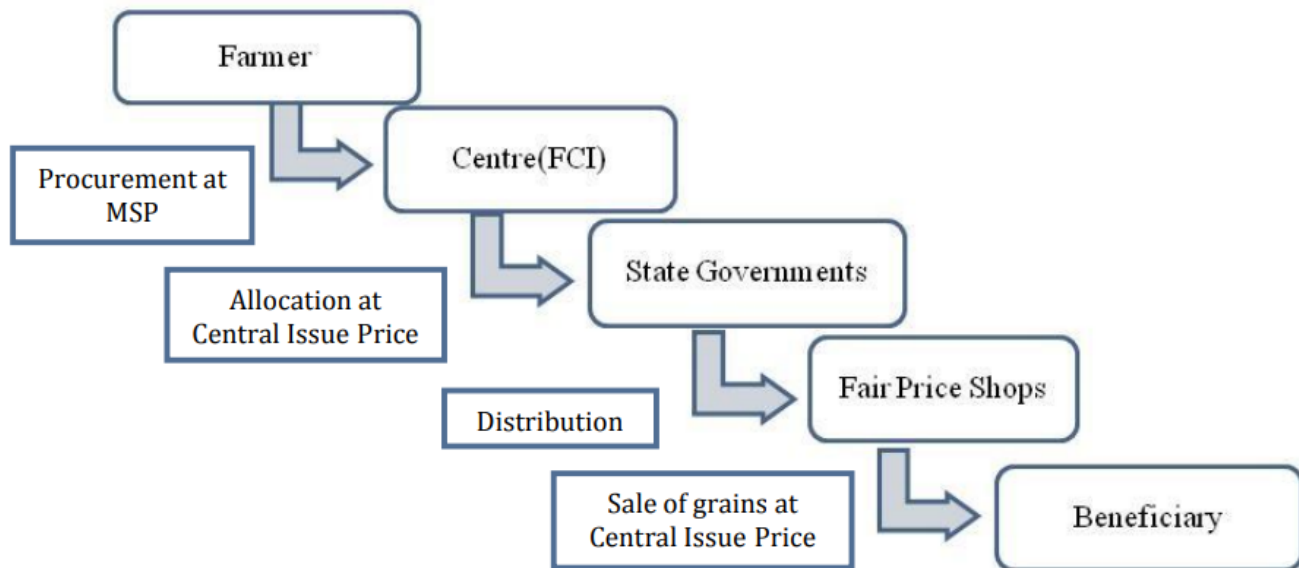 Farmer
Centre(FCI)
Procurement at
MSP
State Governments
Allocation at
Central Issue Price
Fair Price Shops
Distribution
Sale of grains at
Central Issue Price
Beneficiary